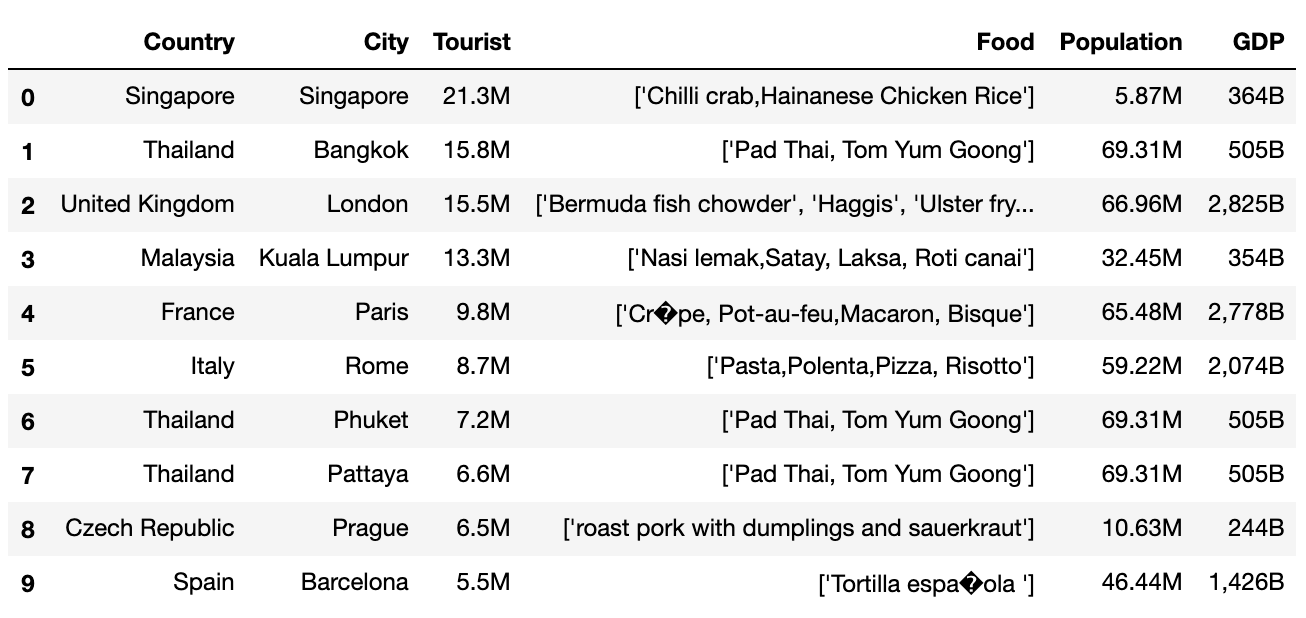 Country City Tourist Food Population GDP
0 Singapore Singapore 21.3M ['Chilli crab,Hainanese Chicken Rice'] 5.87M 364B
1 Thailand Bangkok 15.8M ['Pad Thai, Tom Yum Goong'] 69.31M 505B
2 United Kingdom London 15.5M ['Bermuda fish chowder', 'Haggis', 'Ulster fry... 66.96M 2,825B
3 Malaysia Kuala Lumpur 13.3M ['Nasi lemak,Satay, Laksa, Roti canai'] 32.45M 354B
4 France Paris 9.8M ['Cr�pe, Pot-au-feu,Macaron, Bisque'] 65.48M 2,778B
5 Italy Rome 8.7M ['Pasta,Polenta,Pizza, Risotto'] 59.22M 2,074B
6 Thailand Phuket 7.2M ['Pad Thai, Tom Yum Goong'] 69.31M 505B
7 Thailand Pattaya 6.6M ['Pad Thai, Tom Yum Goong'] 69.31M 505B
8 Czech Republic Prague 6.5M ['roast pork with dumplings and sauerkraut'] 10.63M 244B
9 Spain Barcelona 5.5M ['Tortilla espa�ola '] 46.44M 1,426B